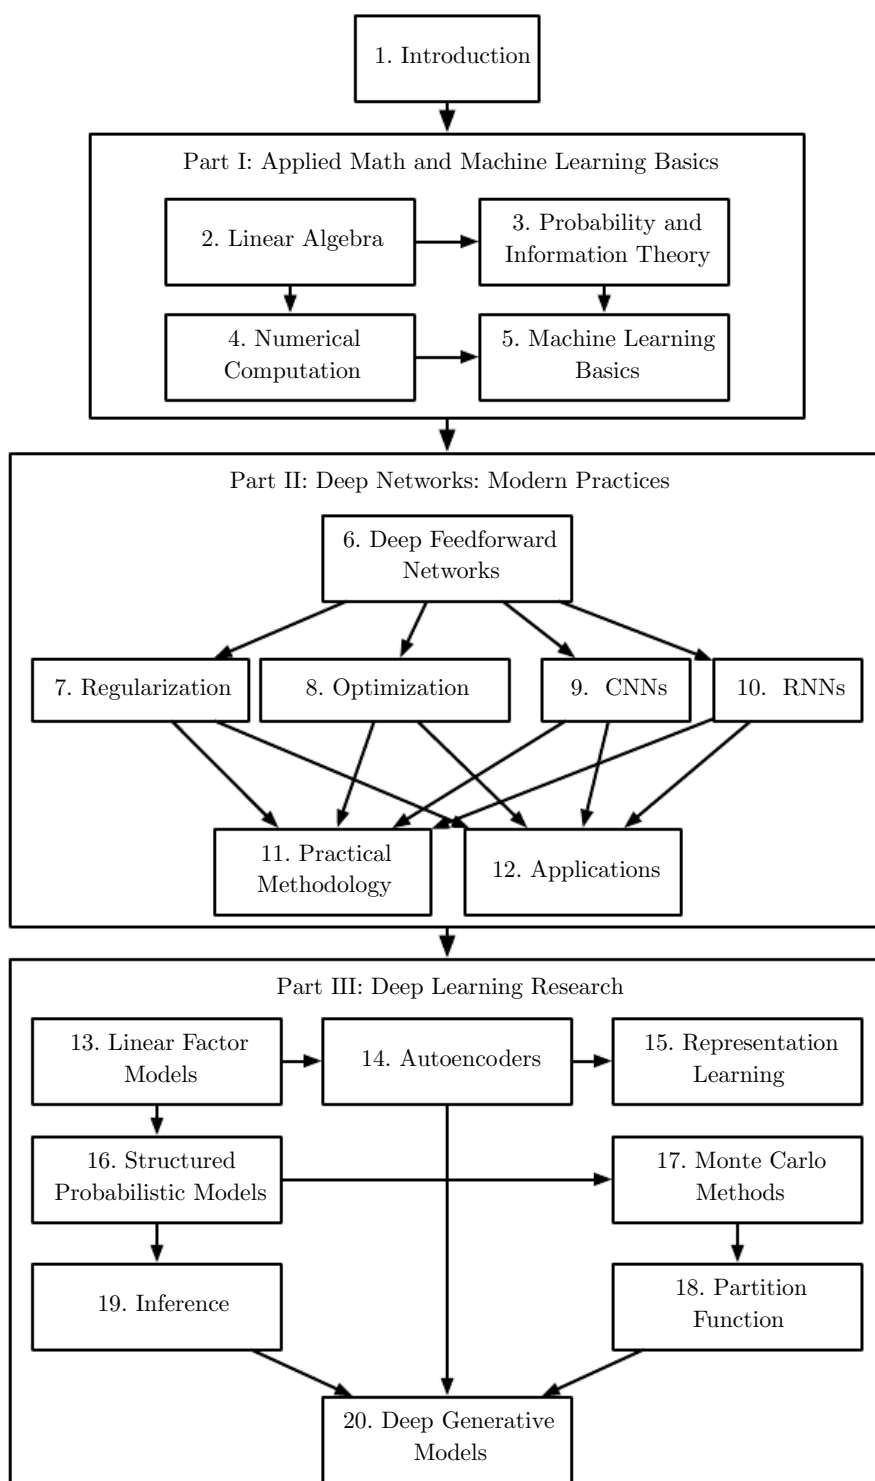 1. Introduction
Part I: Applied Math and Machine Learning Basics
2. Linear Algebra
3. Probability and
Information Theory
4. Numerical
Computation
5. Machine Learning
Basics
Part II: Deep Networks: Modern Practices
6. Deep Feedforward
Networks
7. Regularization
8. Optimization
9. CNNs
10. RNNs
11. Practical
Methodology
12. Applications
Part III: Deep Learning Research
13. Linear Factor
Models
14. Autoencoders
15. Representation
Learning
16. Structured
Probabilistic Models
17. Monte Carlo
Methods
19. Inference
18. Partition
Function
20. Deep Generative
Models